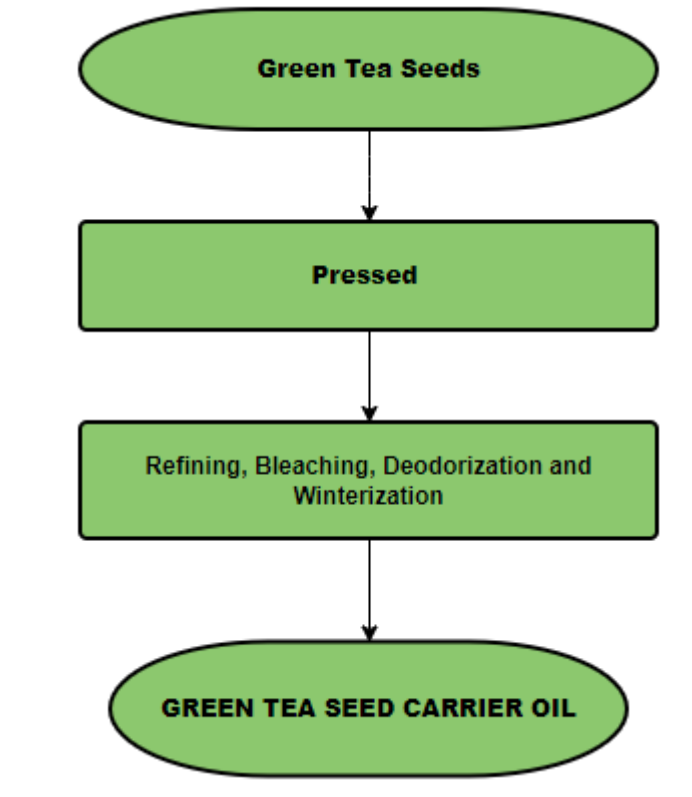 Green Tea Seeds
Pressed
Refining, Bleaching, Deodorization and
Winterization
GREEN TEA SEED CARRIER OIL